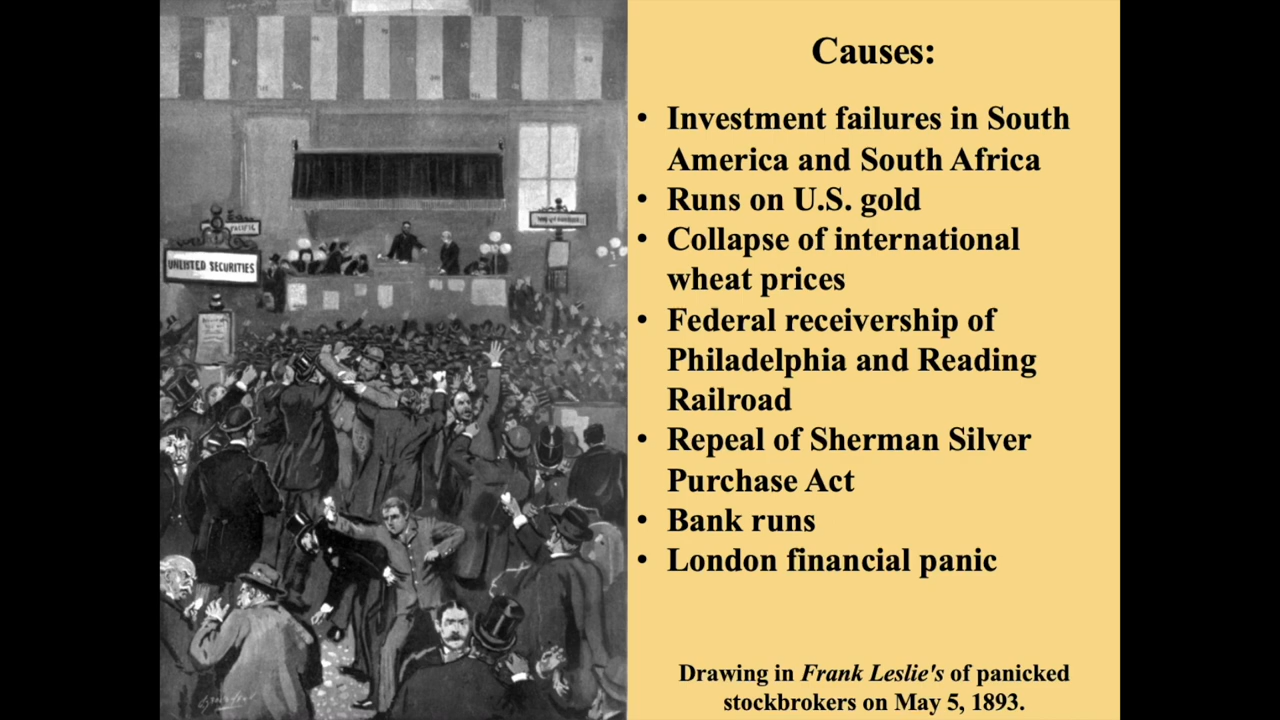 Causes:
• Investment failures in South
America and South Africa
• Runs on U.S. gold
• Collapse of international
wheat prices
• Federal receivership of
Philadelphia and Reading
Railroad
• Repeal of Sherman Silver
Purchase Act
• Bank runs
• London financial panic
Drawing in Frank Leslie's of panicked
stockbrokers on May 5, 1893.
PACIFIC
UNLISTED SECURITIES